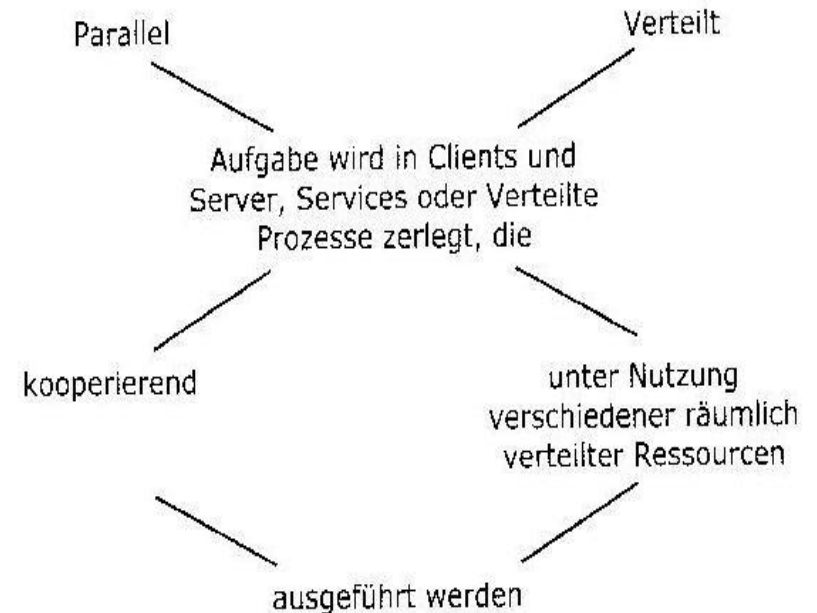 Parallel
Verteilt
Aufgabe wird in Clients und
Server, Services oder Verteilte
Prozesse zerlegt, die
kooperierend
unter Nutzung
verschiedener räumlich
verteilter Ressourcen
ausgeführt werden